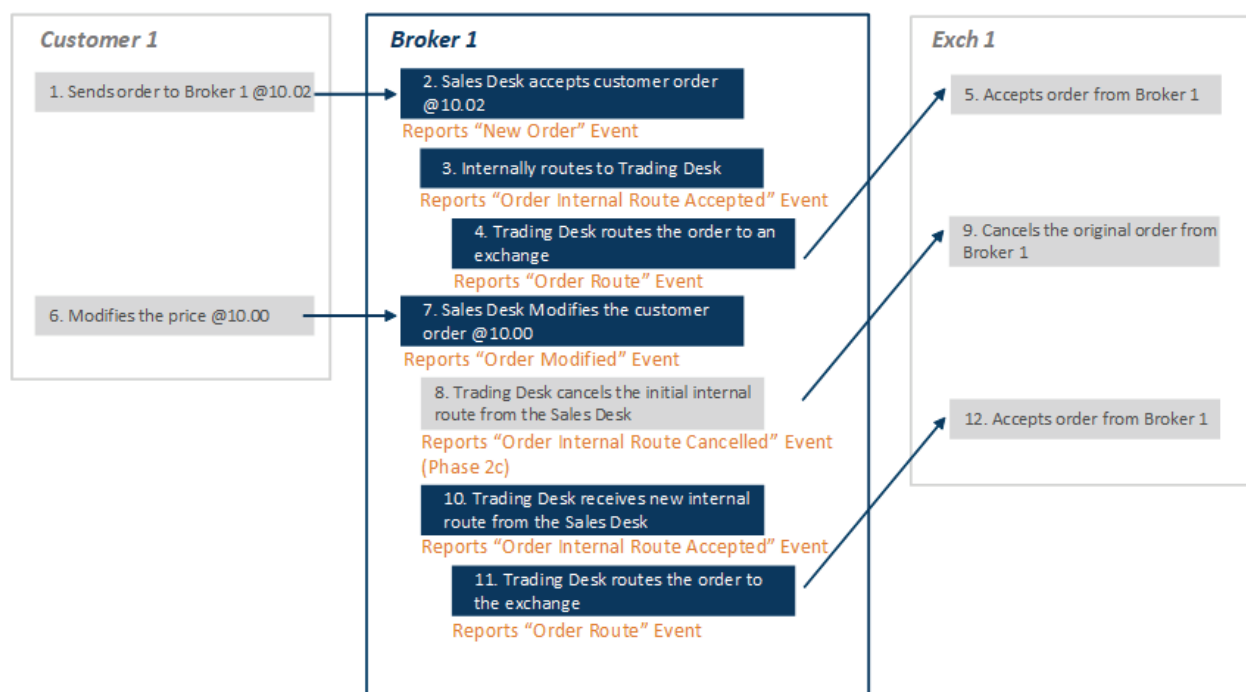 Customer 1
1. Sends order to Broker 1 @10.02
6. Modifies the price @10.00
Broker 1
2. Sales Desk accepts customer order
@10.02
Reports “New Order” Event
3. Internally routes to Trading Desk
Reports “Order Internal Route Accepted” Event
4. Trading Desk routes the order to an
exchange
Reports “Order Route” Event
7. Sales Desk Modifies the customer
order @10.00
Reports “Order Modified” Event
8. Trading Desk cancels the initial internal
route from the Sales Desk
Reports “Order Internal Route Cancelled” Event
(Phase 2c)
10. Trading Desk receives new internal
route from the Sales Desk
Reports “Order Internal Route Accepted” Event
11. Trading Desk routes the order to
the exchange
Reports “Order Route” Event
Exch 1
5. Accepts order from Broker 1
9. Cancels the original order from
Broker 1
12. Accepts order from Broker 1